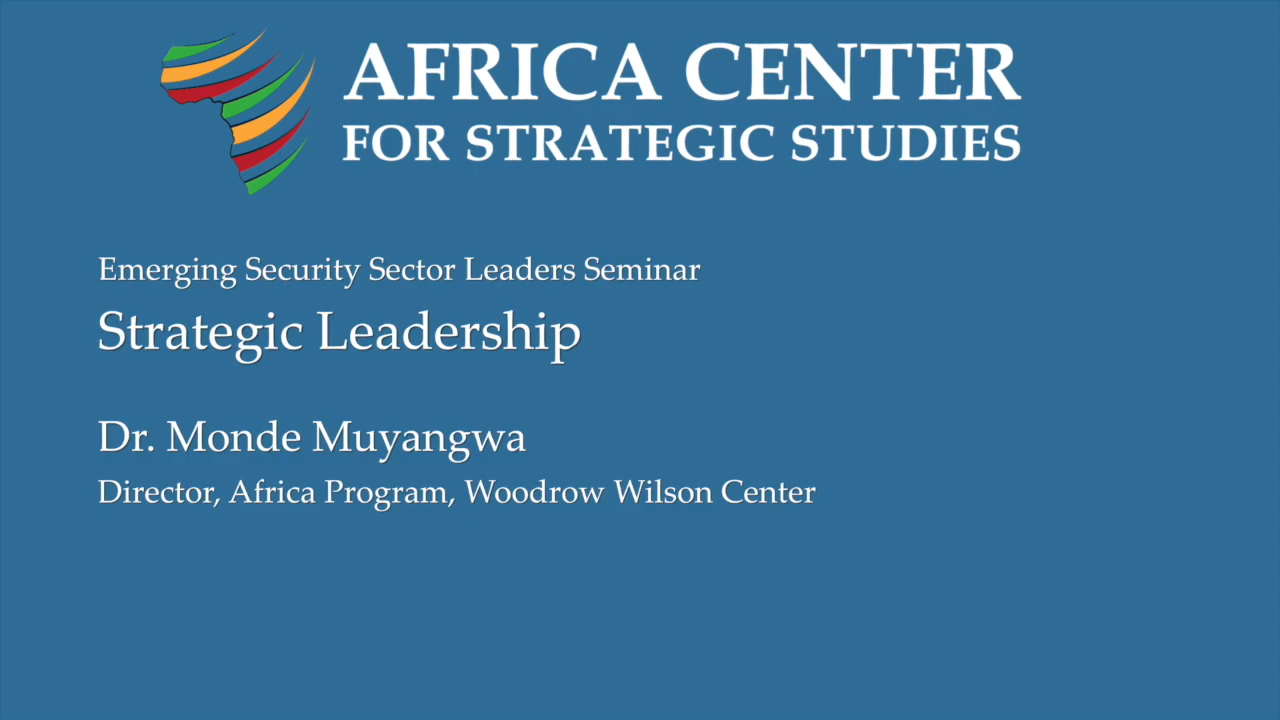 AFRICA CENTER
FOR STRATEGIC STUDIES
Emerging Security Sector Leaders Seminar
Strategic Leadership
Dr. Monde Muyangwa
Director, Africa Program, Woodrow Wilson Center